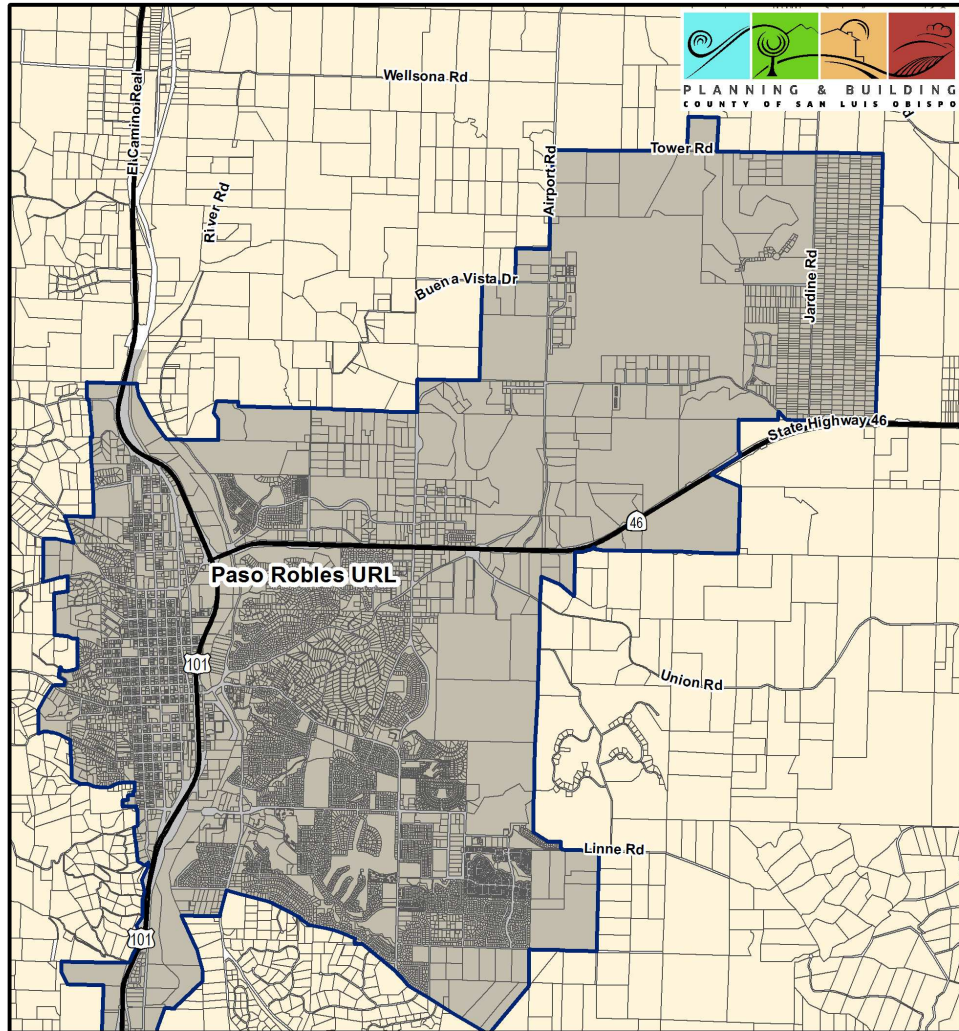 PLANNING & BUILDING
COUNTY OF SAN LUIS OBISPO
Wellsona Rd
El Camino Real
Tower Rd
Airport Rd
River Rd
Jardine Rd
Buena Vista Dr
State Highway 46
46
Paso Robles URL
101
Union Rd
Linne Rd
101